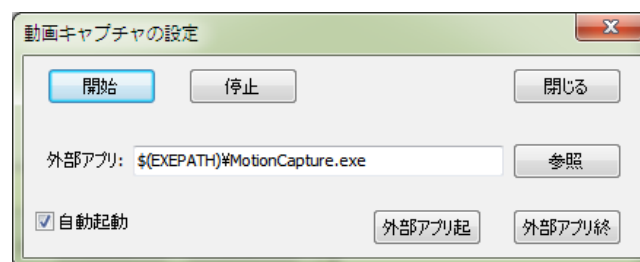 動画キャプチャの設定
開始 停止 閉じる
外部アプリ: $(EXEPATH)¥MotionCapture.exe 参照
自動起動 外部アプリ起 外部アプリ終